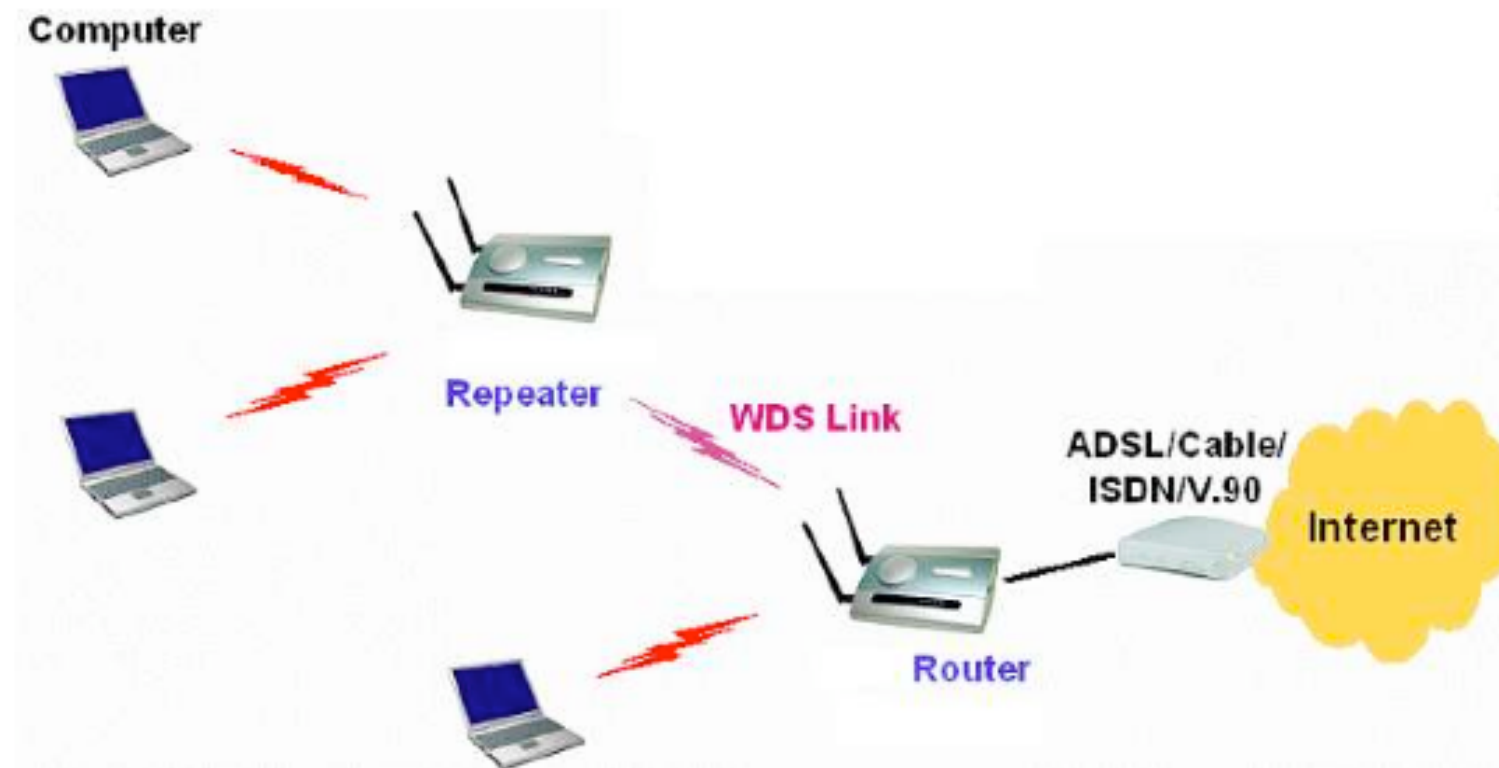 Computer
Repeater
WDS Link
ADSL/Cable/
ISDN/V.90
Internet
Router